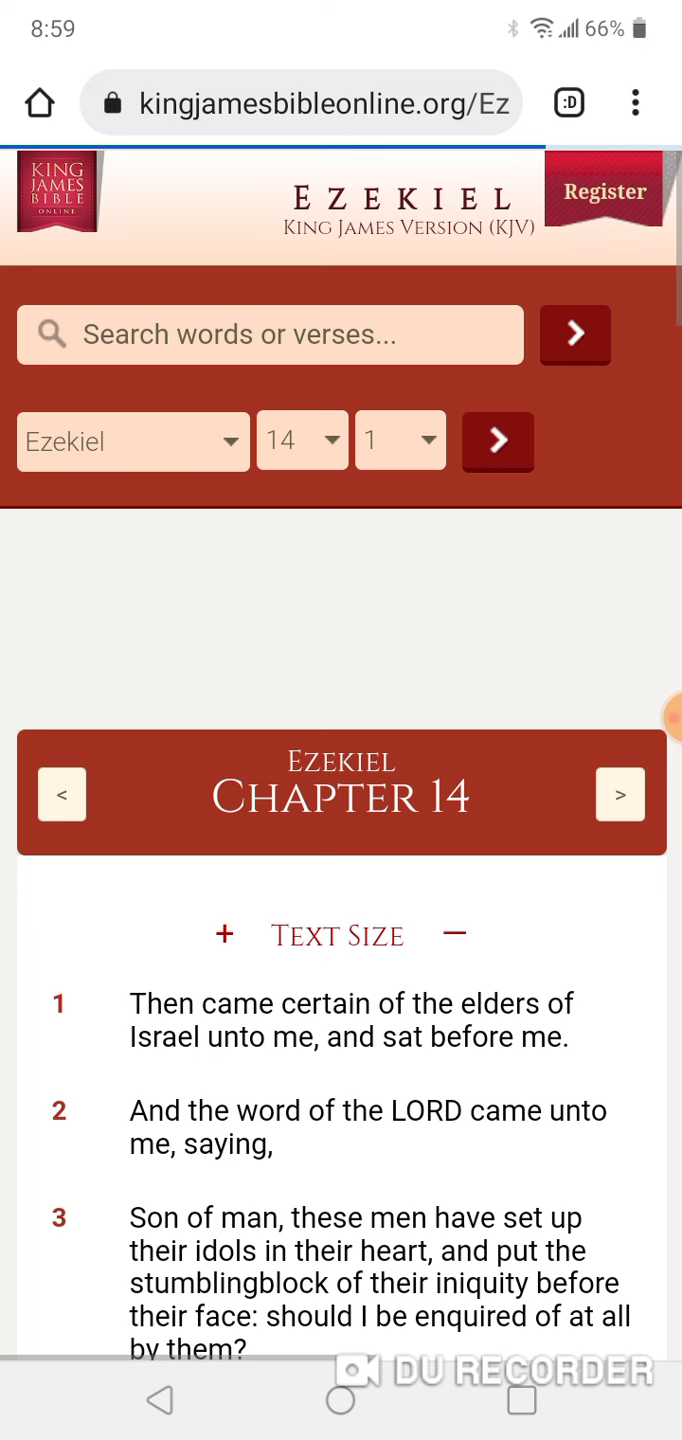 8:59
66%
kingjamesbibleonline.org/Ez
:D
KING
JAMES
BIBLE
ONLINE
EZEKIEL
KING JAMES VERSION (KJV)
Register
Search words or verses...
Ezekiel
14
1
EZEKIEL
CHAPTER 14
<
>
+ TEXT SIZE −
1 Then came certain of the elders of
Israel unto me, and sat before me.
2 And the word of the LORD came unto
me, saying,
3 Son of man, these men have set up
their idols in their heart, and put the
stumblingblock of their iniquity before
their face: should I be enquired of at all
by them?
DU RECORDER